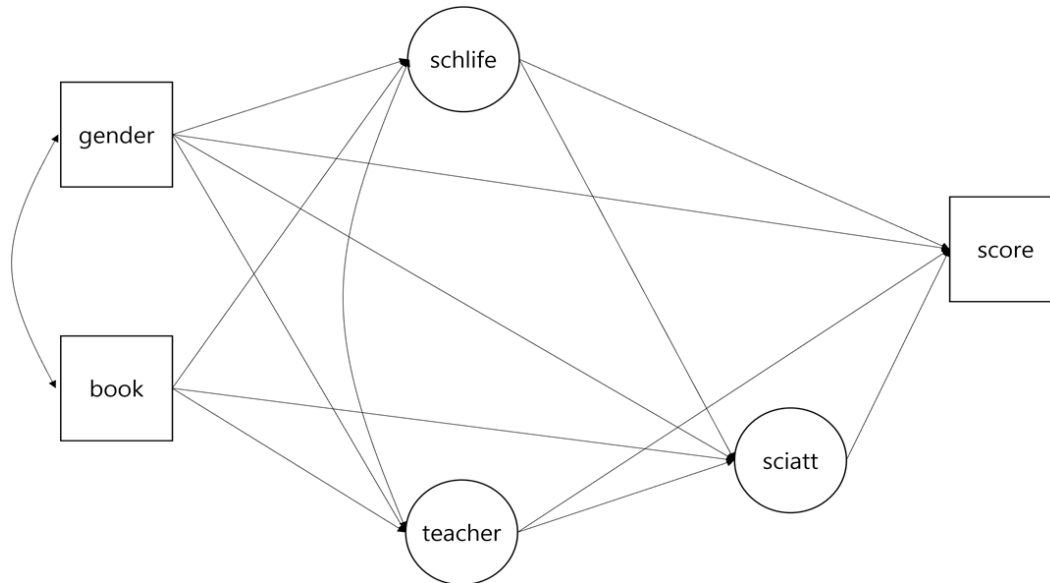 schlife
gender
score
book
sciatt
teacher